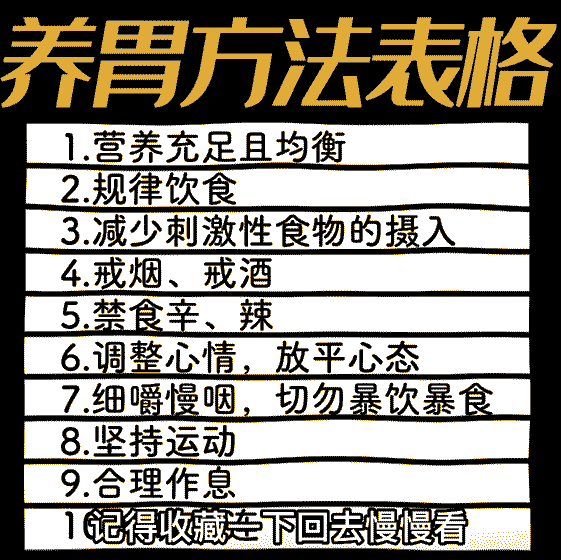 养胃方法表格
1.营养充足且均衡
2.规律饮食
3.减少刺激性食物的摄入
4.戒烟、戒酒
5.禁食辛、辣
6.调整心情，放平心态
7.细嚼慢咽，切勿暴饮暴食
8.坚持运动
9.合理作息
记得收藏一下回去慢慢看